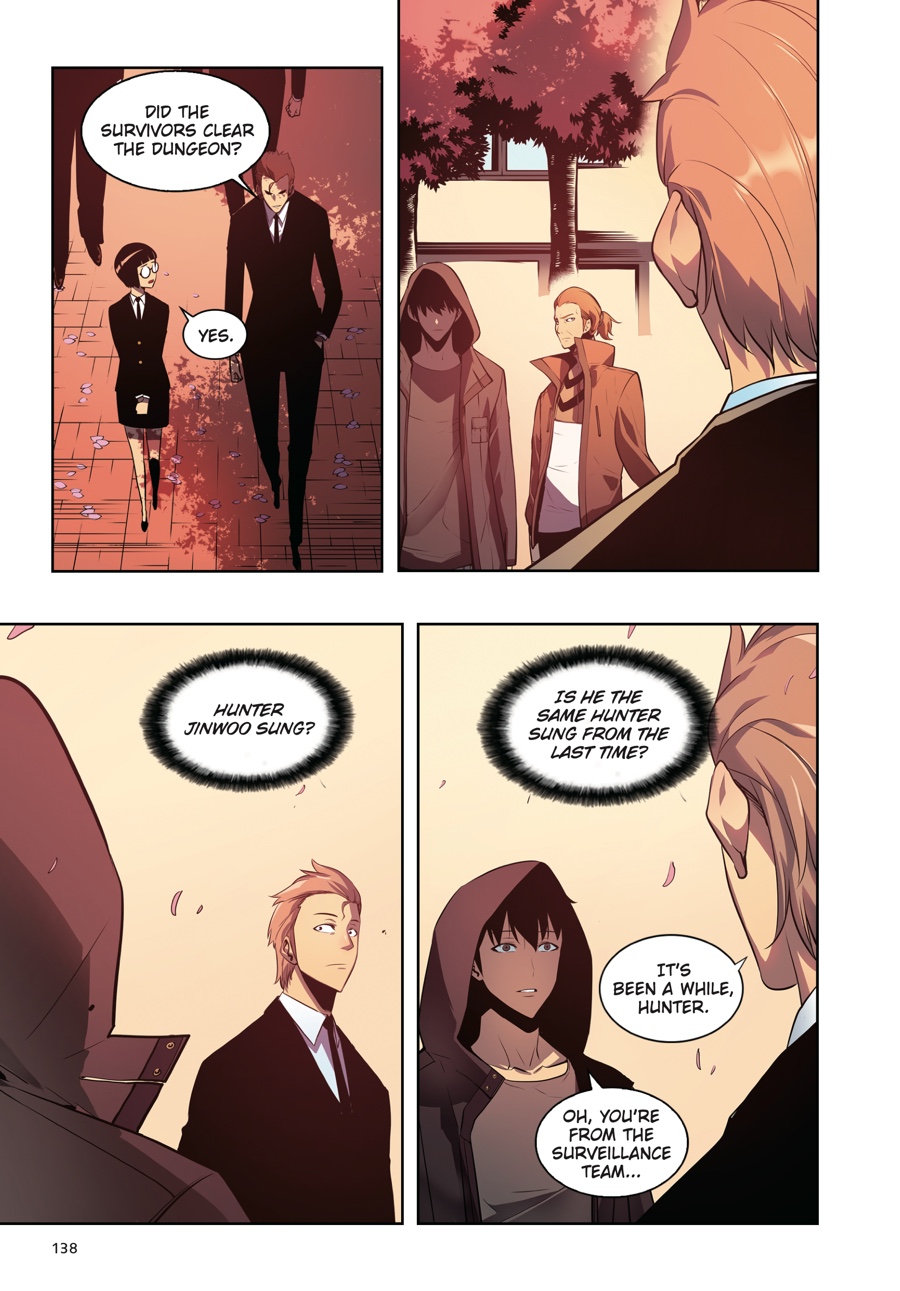 DID THE
SURVIVORS CLEAR
THE DUNGEON?
YES.
HUNTER
JINWOO SUNG?
IS HE THE
SAME HUNTER
SUNG FROM THE
LAST TIME?
IT'S
BEEN A WHILE,
HUNTER.
OH, YOU'RE
FROM THE
SURVEILLANCE
TEAM...
138